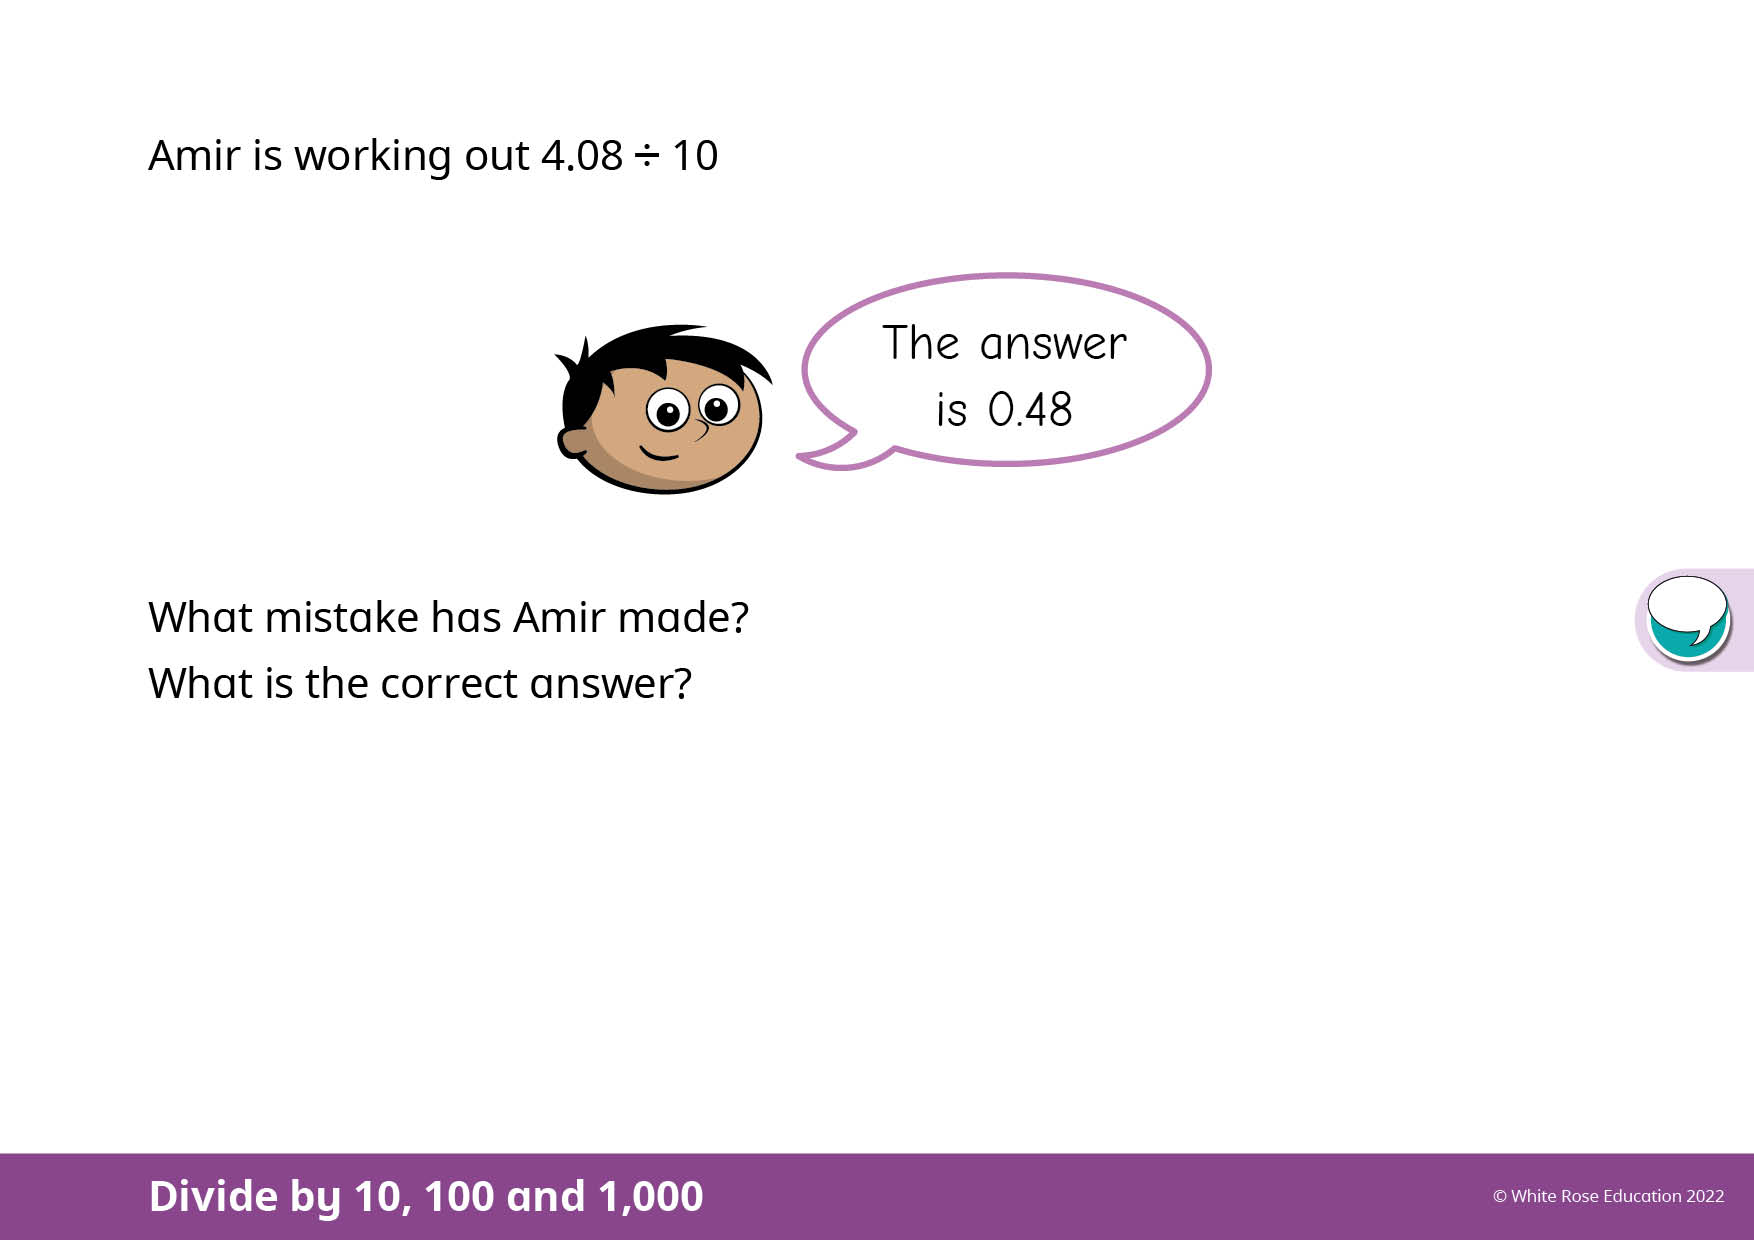 Amir is working out 4.08 ÷ 10
The answer
is 0.48
What mistake has Amir made?
What is the correct answer?
Divide by 10, 100 and 1,000
© White Rose Education 2022